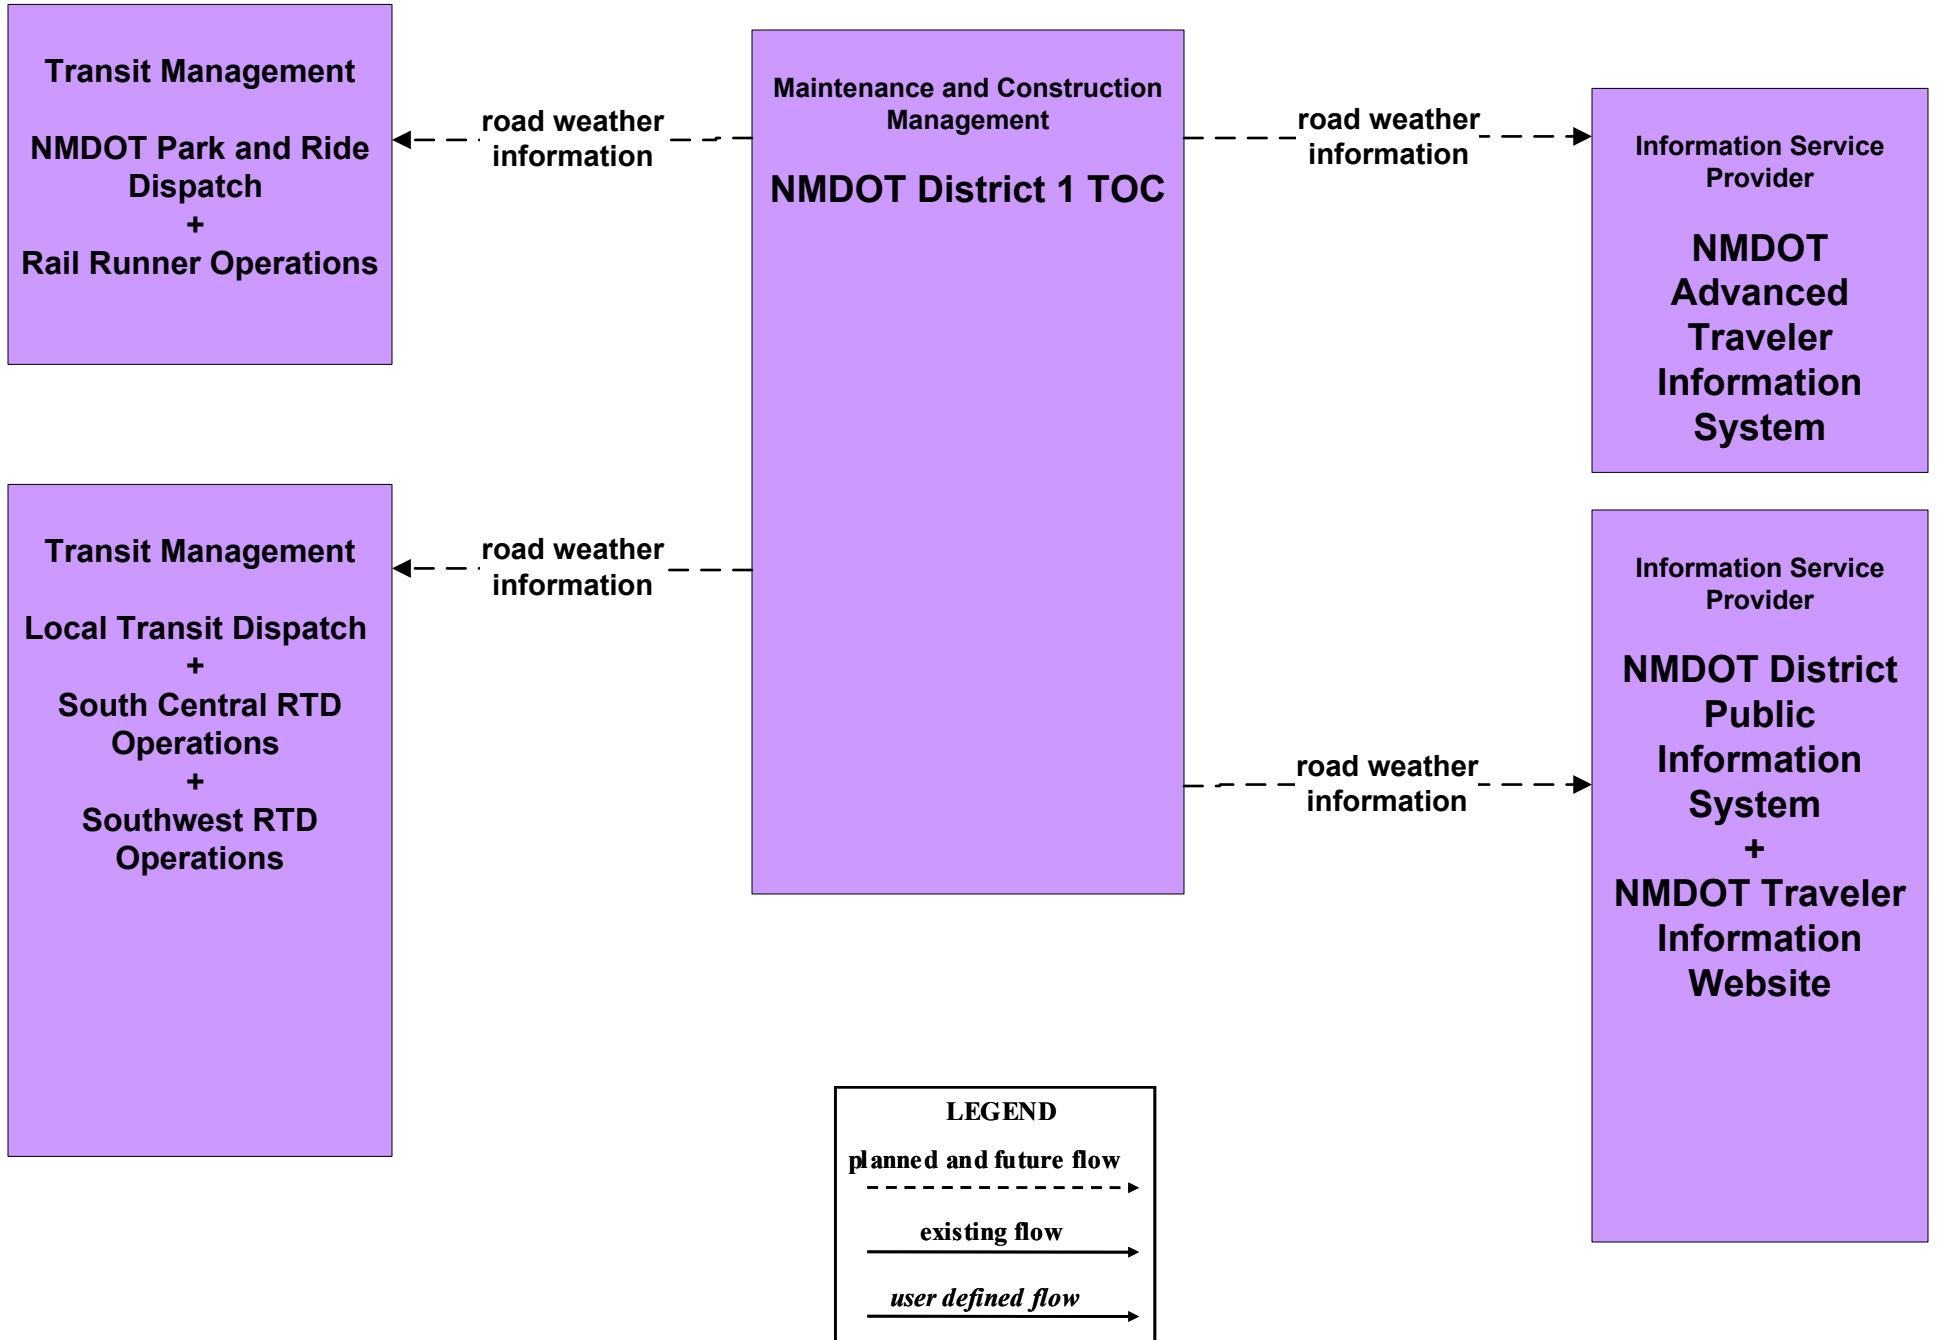 Transit Management
NMDOT Park and Ride
Dispatch
+
Rail Runner Operations
road weather
information
Maintenance and Construction
Management
NMDOT District 1 TOC
road weather
information
Information Service
Provider
NMDOT
Advanced
Traveler
Information
System
Transit Management
Local Transit Dispatch
+
South Central RTD
Operations
+
Southwest RTD
Operations
road weather
information
road weather
information
Information Service
Provider
NMDOT District
Public
Information
System
+
NMDOT Traveler
Information
Website
LEGEND
planned and future flow
existing flow
user defined flow